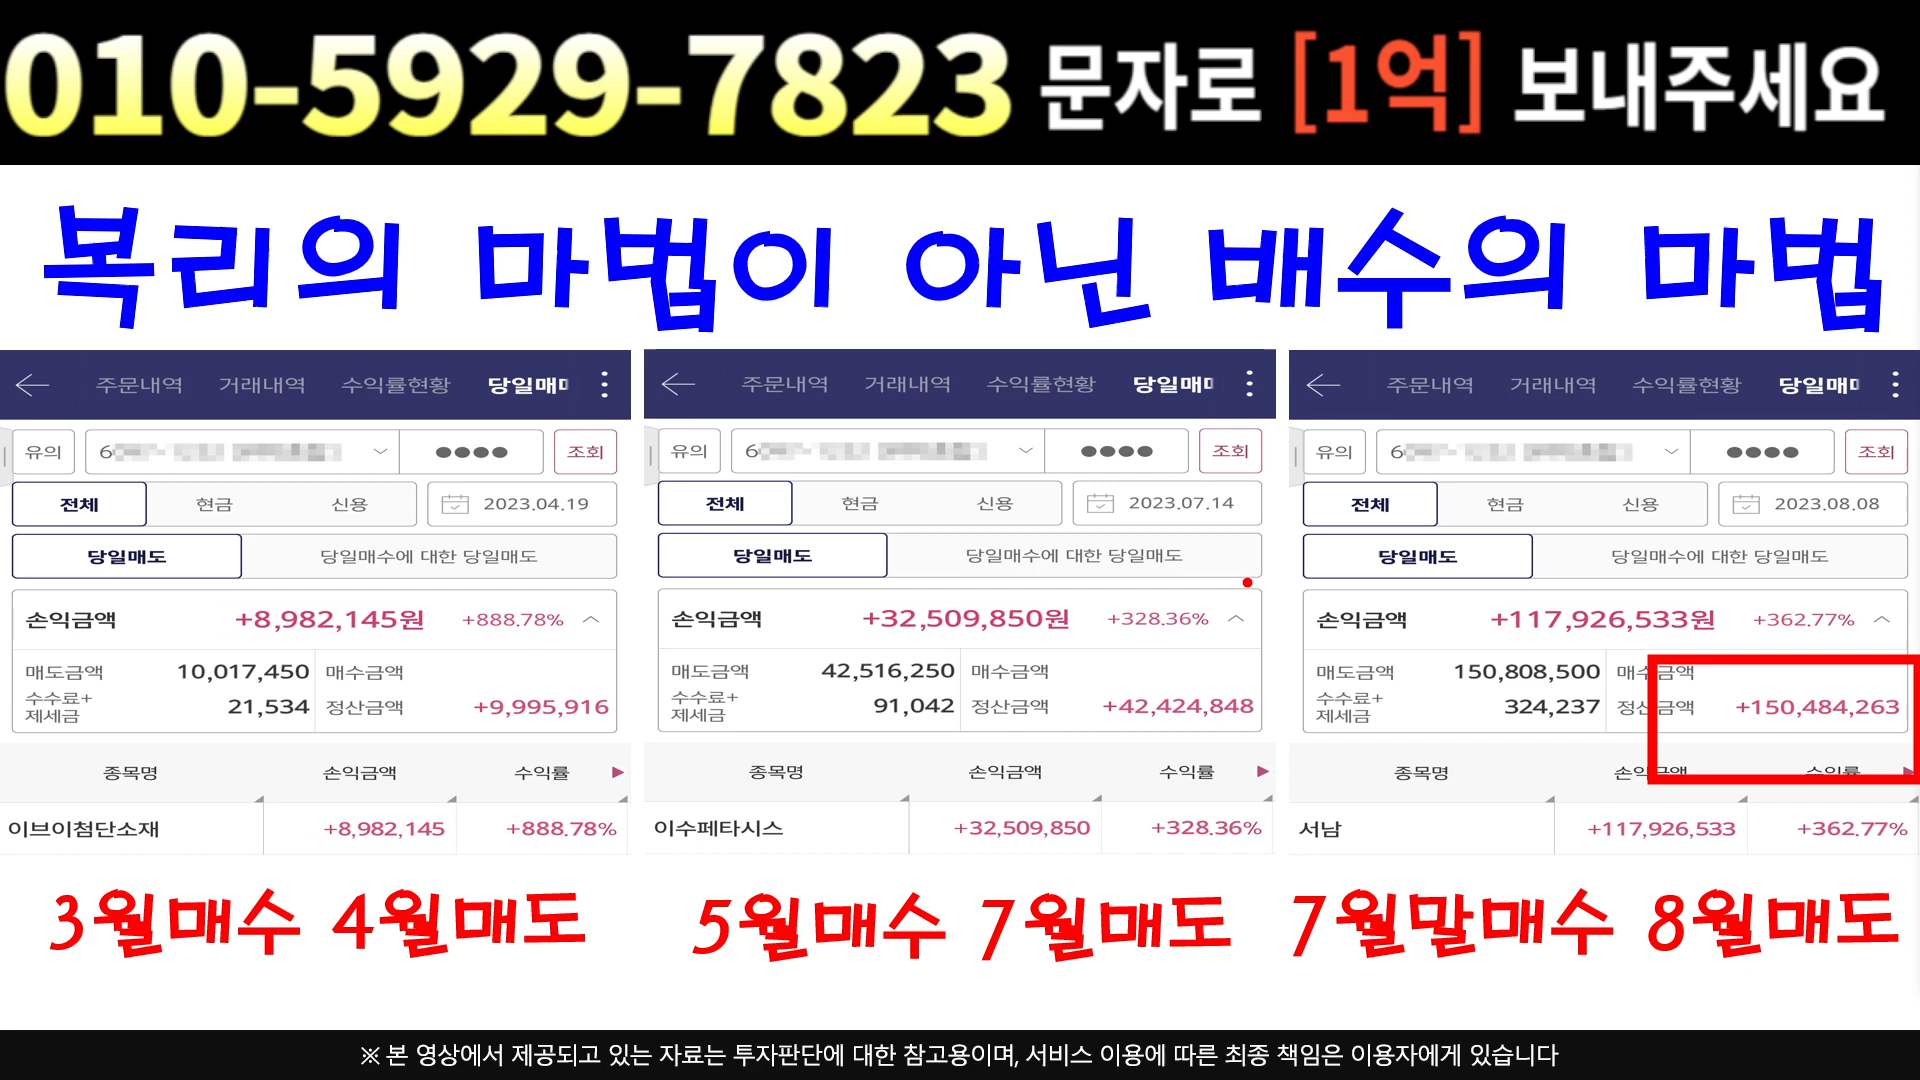 010-5929-7823 문자로 [1억] 보내주세요
복리의 마법이 아닌 배수의 마법
주문내역 거래내역 수익률현황 당일매
유의 6 ●●●● 조회
전체 현금 신용 2023.04.19
당일매도 당일매수에 대한 당일매도
손익금액 +8,982,145원 +888.78%
매도금액 10,017,450 매수금액
수수료+
제세금 21,534 정산금액 +9,995,916
종목명 손익금액 수익률
이브이첨단소재 +8,982,145 +888.78%
3월매수 4월매도
주문내역 거래내역 수익률현황 당일매
유의 6 ●●●● 조회
전체 현금 신용 2023.07.14
당일매도 당일매수에 대한 당일매도
손익금액 +32,509,850원 +328.36%
매도금액 42,516,250 매수금액
수수료+
제세금 91,042 정산금액 +42,424,848
종목명 손익금액 수익률
이수페타시스 +32,509,850 +328.36%
5월매수 7월매도
주문내역 거래내역 수익률현황 당일매
유의 6 ●●●● 조회
전체 현금 신용 2023.08.08
당일매도 당일매수에 대한 당일매도
손익금액 +117,926,533원 +362.77%
매도금액 150,808,500 매수금액
수수료+
제세금 324,237 정산금액 +150,484,263
종목명 손익금액 수익률
서남 +117,926,533 +362.77%
7월말매수 8월매도
※ 본 영상에서 제공되고 있는 자료는 투자판단에 대한 참고용이며, 서비스 이용에 따른 최종 책임은 이용자에게 있습니다